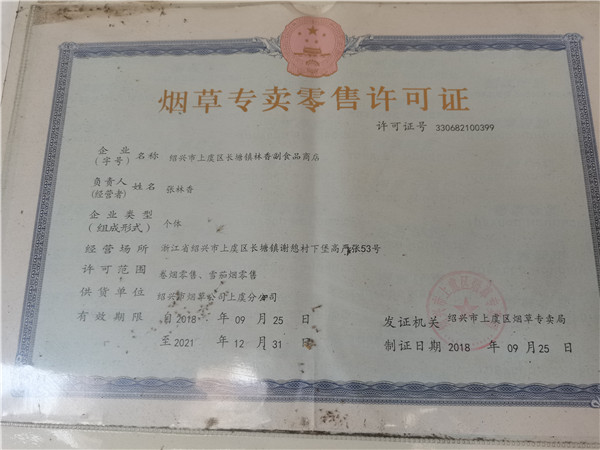 烟草专卖零售许可证
许可证号 330682100399
企业(字号)名称 绍兴市上虞区长塘镇林香副食品商店
负责人(经营者)姓名 张林香
企业类型(组成形式) 个体
经营场所 浙江省绍兴市上虞区长塘镇谢憩村下堡高严张53号
许可范围 卷烟零售、雪茄烟零售
供货单位 绍兴市烟草公司上虞分公司
有效期限 自2018 年 09 月 25 日
至2021 年 12 月 31 日
发证机关 绍兴市上虞区烟草专卖局
制证日期 2018 年 09 月 25 日